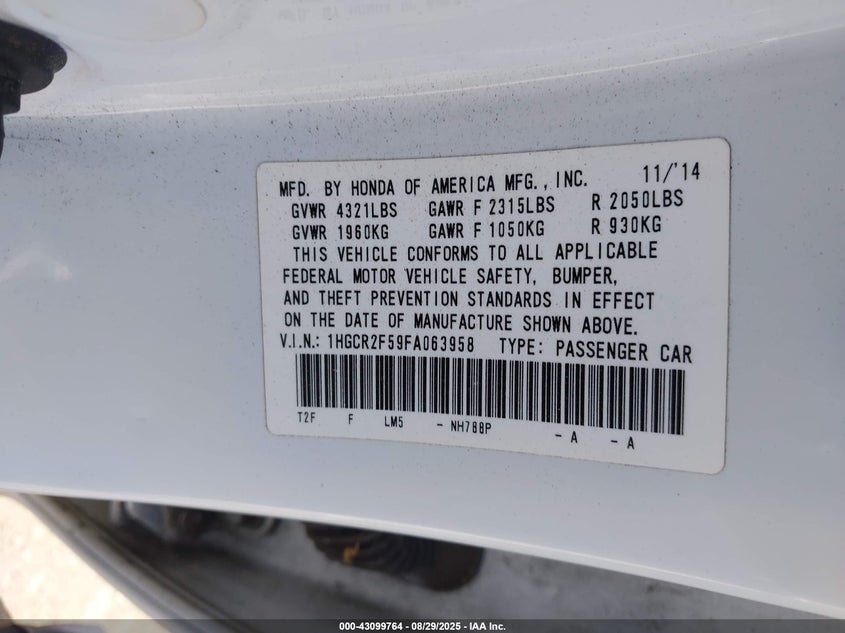 MFD. BY HONDA OF AMERICA MFG., INC. 11/'14
GVWR 4321LBS GAWR F 2315LBS R 2050LBS
GVWR 1960KG GAWR F 1050KG R 930KG
THIS VEHICLE CONFORMS TO ALL APPLICABLE
FEDERAL MOTOR VEHICLE SAFETY, BUMPER,
AND THEFT PREVENTION STANDARDS IN EFFECT
ON THE DATE OF MANUFACTURE SHOWN ABOVE.
V.I.N.: 1HGCR2F59FA063958 TYPE: PASSENGER CAR
T2F F LM5 - NH788P - A - A
000-43099764 | 08/29/2025 | IAA Inc.